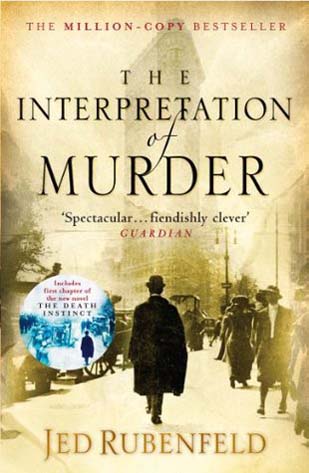 THE MILLION-COPY BESTSELLER
THE
INTERPRETATION
of
MURDER
'Spectacular...fiendishly clever'
GUARDIAN
Includes
first chapter of
the new novel
THE DEATH
INSTINCT
JED RUBENFELD